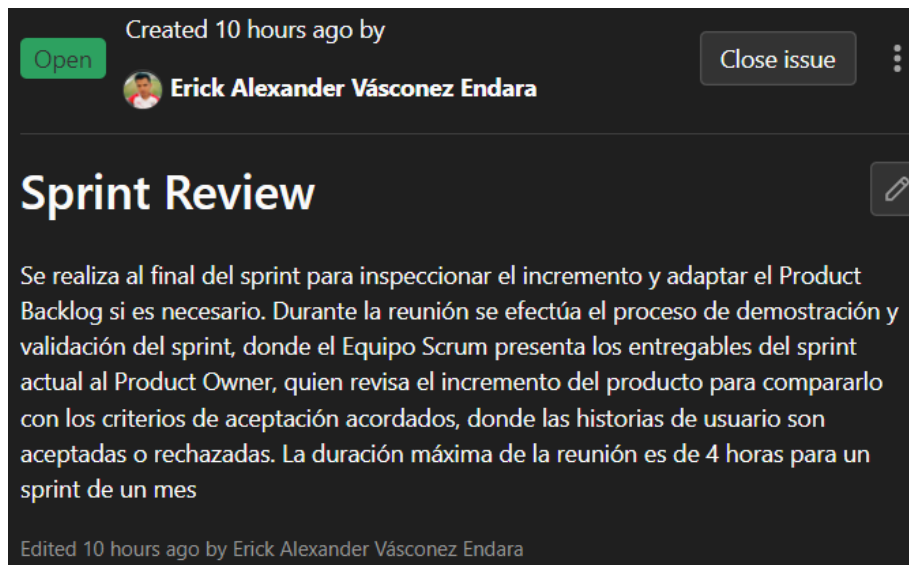 Created 10 hours ago by
Open
Erick Alexander Vásconez Endara
Close issue
Sprint Review
Se realiza al final del sprint para inspeccionar el incremento y adaptar el Product
Backlog si es necesario. Durante la reunión se efectúa el proceso de demostración y
validación del sprint, donde el Equipo Scrum presenta los entregables del sprint
actual al Product Owner, quien revisa el incremento del producto para compararlo
con los criterios de aceptación acordados, donde las historias de usuario son
aceptadas o rechazadas. La duración máxima de la reunión es de 4 horas para un
sprint de un mes
Edited 10 hours ago by Erick Alexander Vásconez Endara